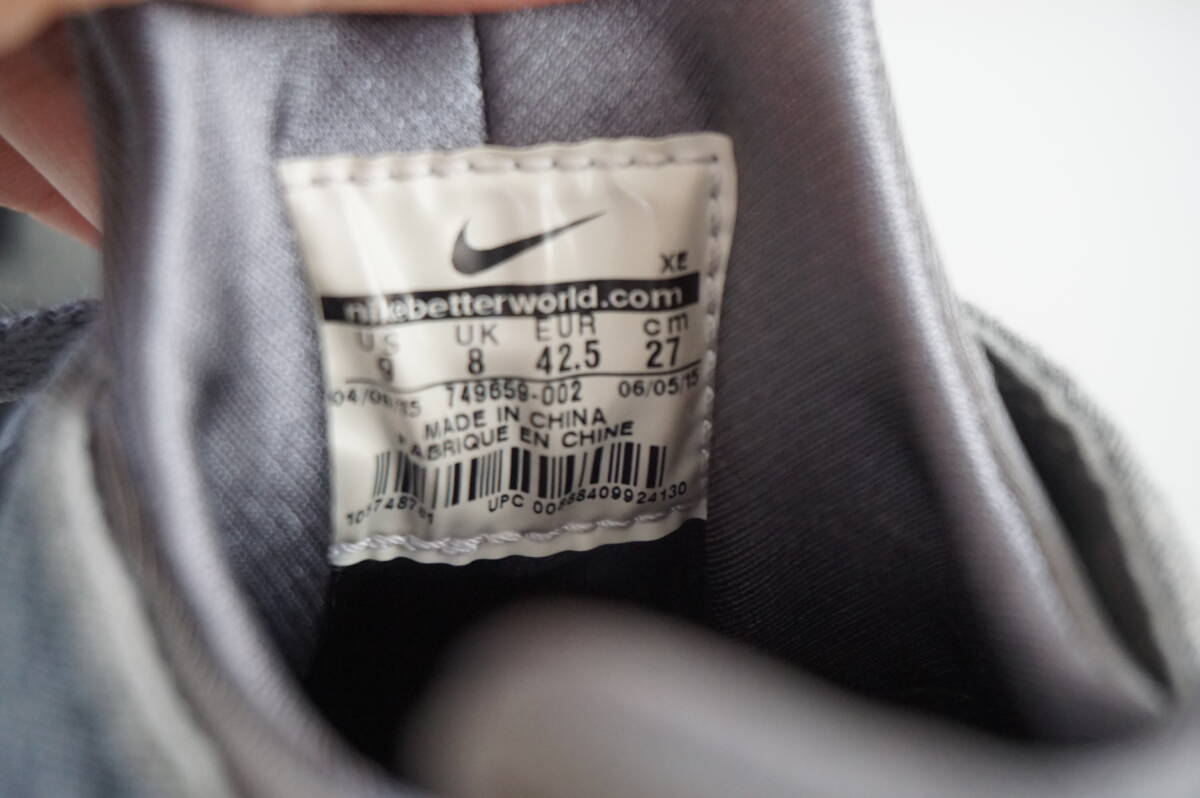 XE
nikebetterworld.com
US UK EUR cm
9 8 42.5 27
749659-002 06/05/15
MADE IN CHINA
FABRIQUE EN CHINE
UPC 00888409924130